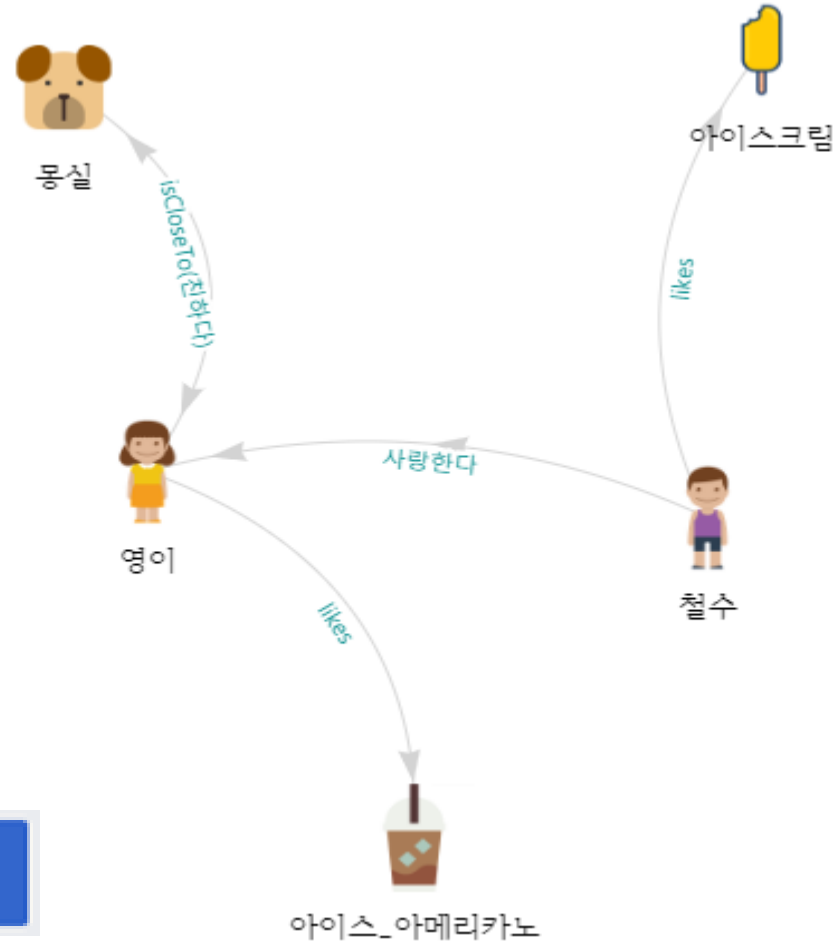 아이스크림
몽실
isCloseTo(친하다)
likes
사랑한다
영이
철수
likes
아이스_아메리카노